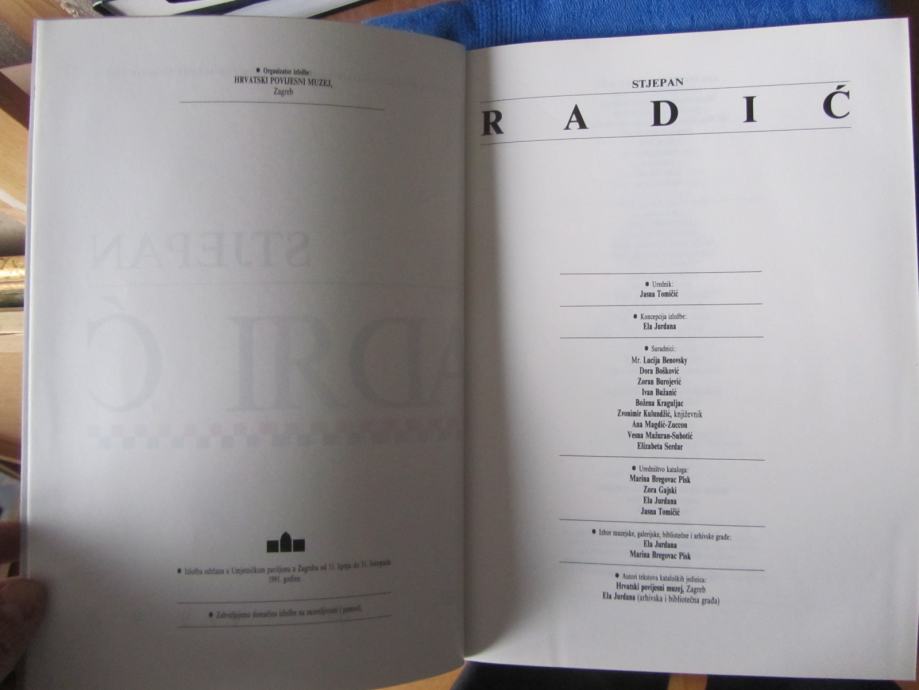 ● Organizator izložbe:
HRVATSKI POVIJESNI MUZEJ,
Zagreb
● Izložba održana u Umjetničkom paviljonu u Zagrebu od 11. lipnja do 31. listopada
1991. godine.
● Zahvaljujemo domaćinu izložbe na razumijevanju i pomoći.
STJEPAN
RADIĆ
STJEPAN
R A D I Ć
● Urednik:
Jasna Tomičić
● Koncepcija izložbe:
Ela Jurdana
● Suradnici:
Mr. Lucija Benovsky
Dora Bošković
Zoran Burojević
Ivan Bužanić
Božena Kraguljac
Zvonimir Kulundžić, književnik
Ana Magdić-Zuccon
Vesna Mažuran-Subotić
Elizabeta Serdar
● Uredništvo kataloga:
Marina Bregovac Pisk
Zora Gajski
Ela Jurdana
Jasna Tomičić
● Izbor muzejske, galerijske, bibliotečne i arhivske građe:
Ela Jurdana
Marina Bregovac Pisk
● Autori tekstova kataloških jedinica:
Hrvatski povijesni muzej, Zagreb
Ela Jurdana (arhivska i bibliotečna građa)